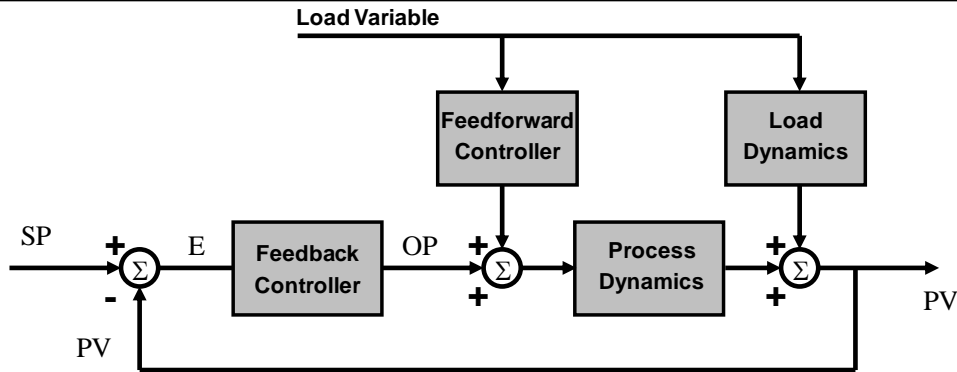 Load Variable
Feedforward
Controller
Load
Dynamics
SP
+
Σ
-
E
Feedback
Controller
OP
+
Σ
+
Process
Dynamics
+
Σ
+
PV
PV